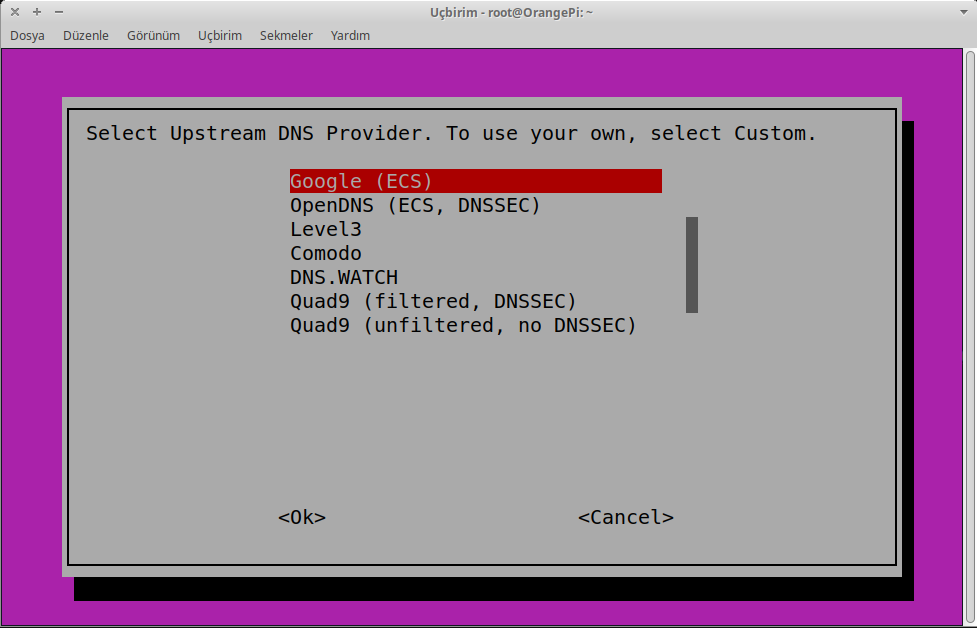 Uçbirim - root@OrangePi: ~
Dosya Düzenle Görünüm Uçbirim Sekmeler Yardım
Select Upstream DNS Provider. To use your own, select Custom.
Google (ECS)
OpenDNS (ECS, DNSSEC)
Level3
Comodo
DNS.WATCH
Quad9 (filtered, DNSSEC)
Quad9 (unfiltered, no DNSSEC)
<Ok> <Cancel>